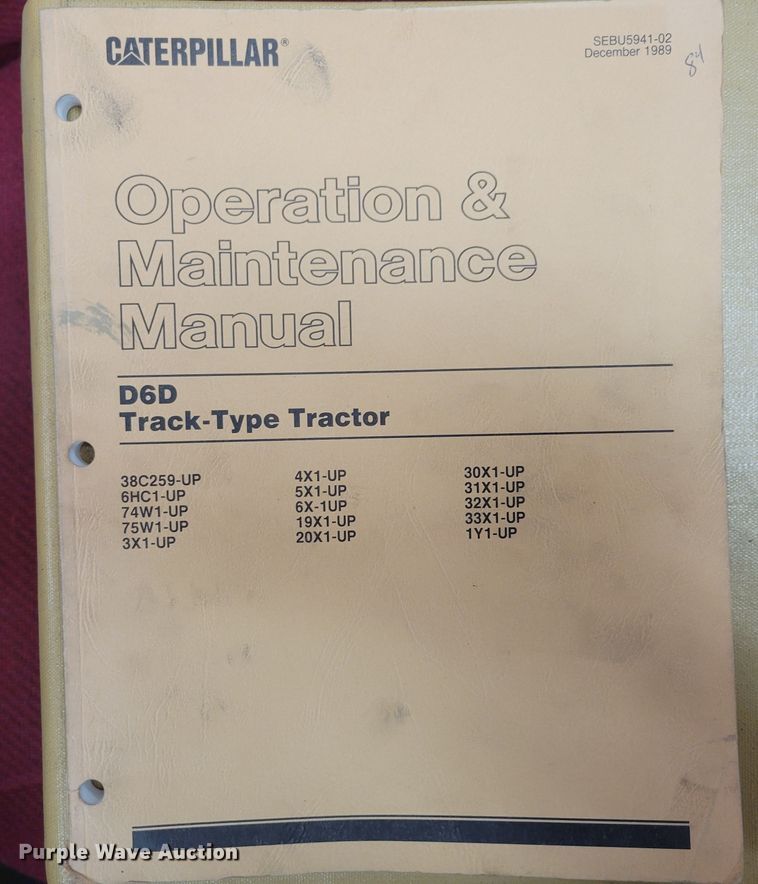 CATERPILLAR®
SEBU5941-02
December 1989
84
Operation &
Maintenance
Manual
D6D
Track-Type Tractor
38C259-UP
6HC1-UP
74W1-UP
75W1-UP
3X1-UP
4X1-UP
5X1-UP
6X-1UP
19X1-UP
20X1-UP
30X1-UP
31X1-UP
32X1-UP
33X1-UP
1Y1-UP
Purple Wave Auction